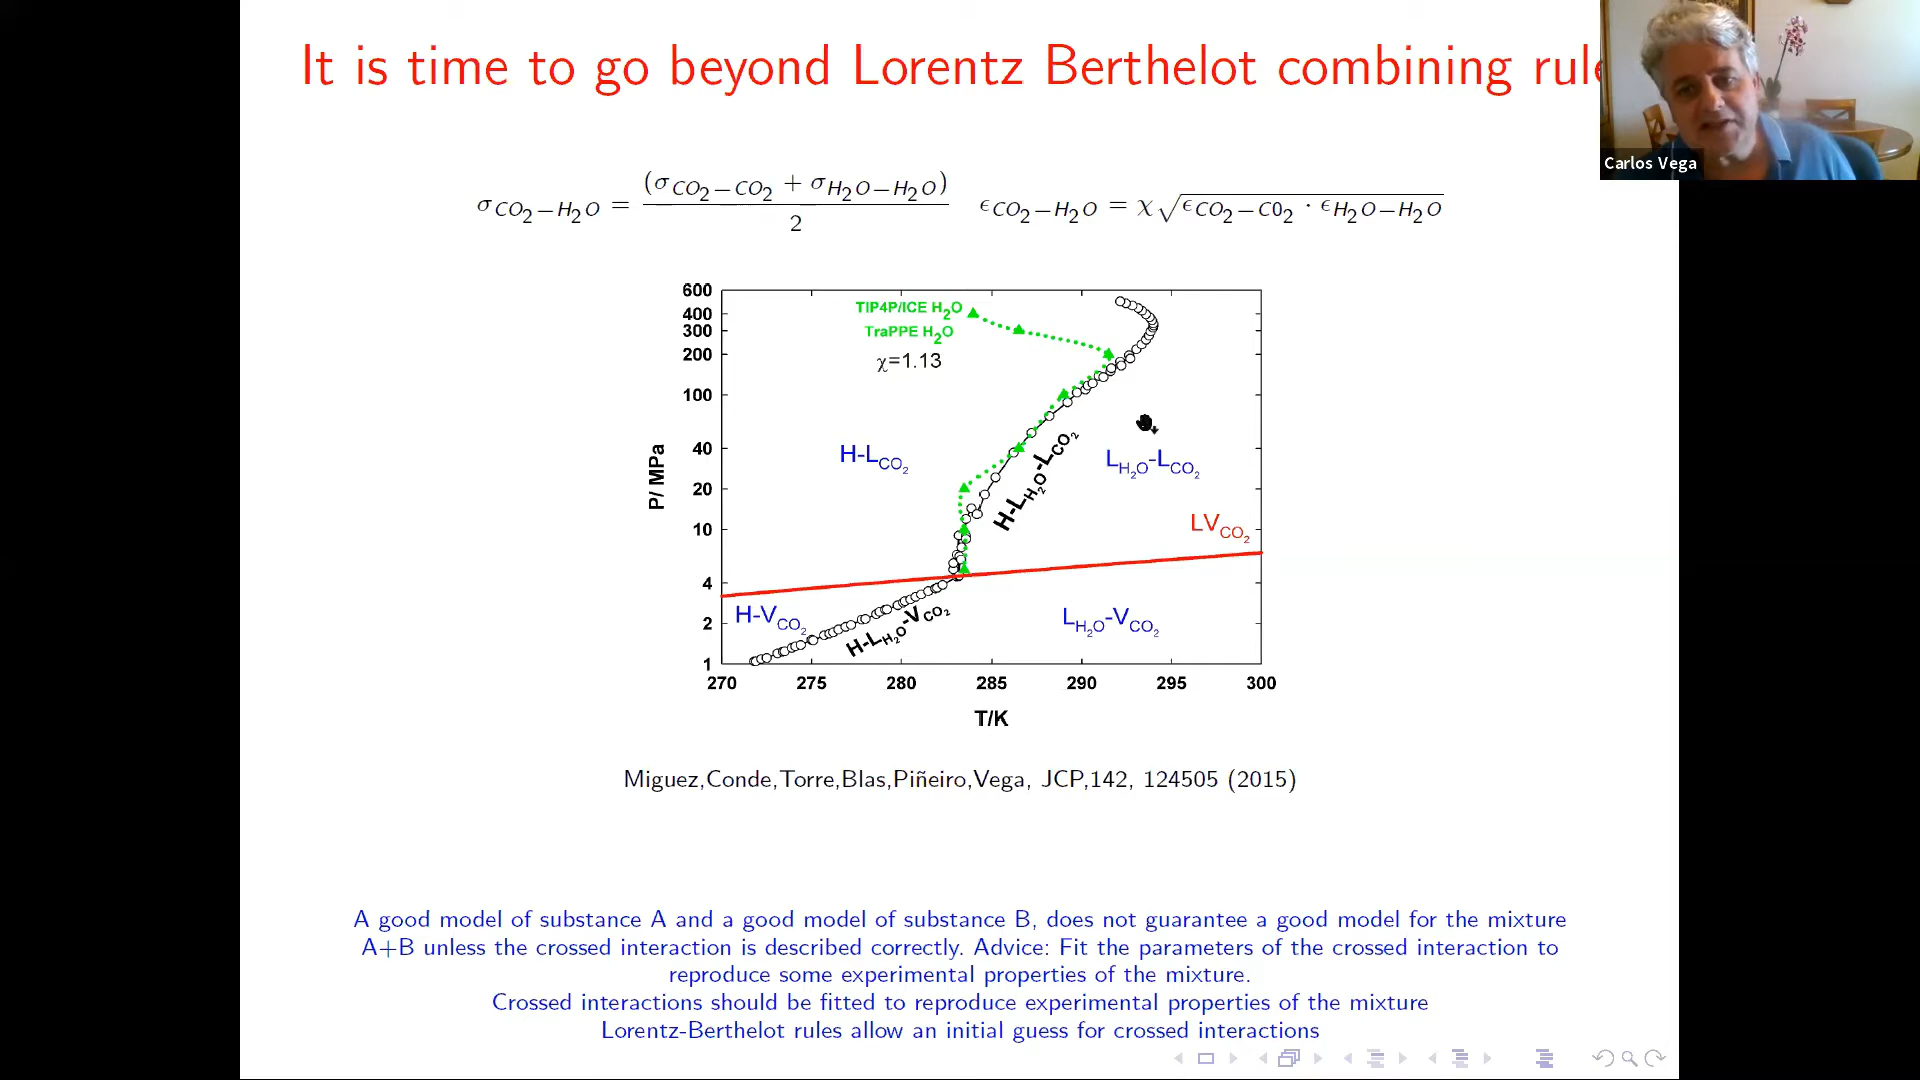 It is time to go beyond Lorentz Berthelot combining rul
Carlos Vega
σ_CO2−H2O = (σ_CO2−CO2 + σ_H2O−H2O) / 2    ϵ_CO2−H2O = χ√(ϵ_CO2−C02 · ϵ_H2O−H2O)
600
400
300
200
100
40
20
10
4
2
1
P/ MPa
TIP4P/ICE H2O
TraPPE H2O
χ=1.13
H-LCO2
H-LH2O-LCO2
LH2O-LCO2
LVCO2
H-VCO2
H-LH2O-VCO2
LH2O-VCO2
270 275 280 285 290 295 300
T/K
Miguez,Conde,Torre,Blas,Piñeiro,Vega, JCP,142, 124505 (2015)
A good model of substance A and a good model of substance B, does not guarantee a good model for the mixture
A+B unless the crossed interaction is described correctly. Advice: Fit the parameters of the crossed interaction to
reproduce some experimental properties of the mixture.
Crossed interactions should be fitted to reproduce experimental properties of the mixture
Lorentz-Berthelot rules allow an initial guess for crossed interactions